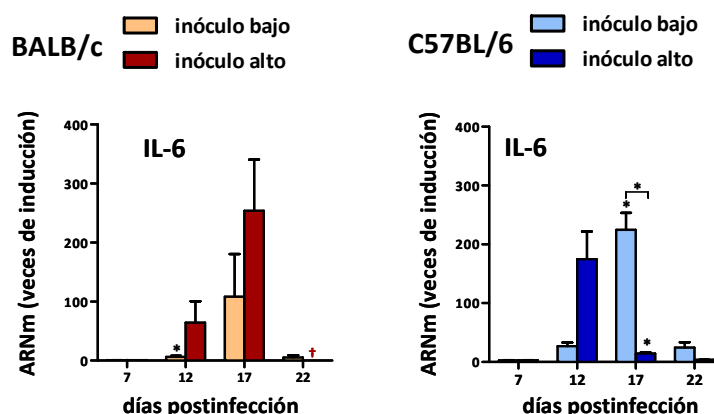 BALB/c
inóculo bajo
inóculo alto
IL-6
ARNm (veces de inducción)
400
300
200
100
0
*
†
7 12 17 22
días postinfección
C57BL/6
inóculo bajo
inóculo alto
IL-6
ARNm (veces de inducción)
400
300
200
100
0
*
*
*
7 12 17 22
días postinfección